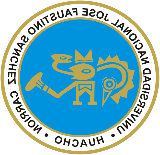 UNIVERSIDAD NACIONAL JOSE FAUSTINO SANCHEZ CARRION
HUACHO